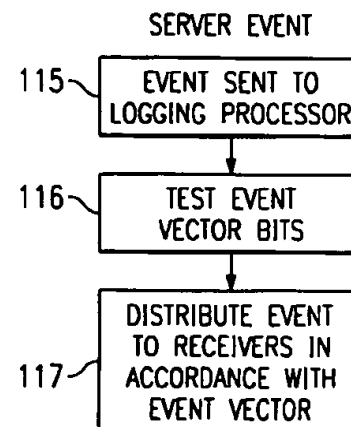 SERVER EVENT
115
EVENT SENT TO
LOGGING PROCESSOR
116
TEST EVENT
VECTOR BITS
117
DISTRIBUTE EVENT
TO RECEIVERS IN
ACCORDANCE WITH
EVENT VECTOR